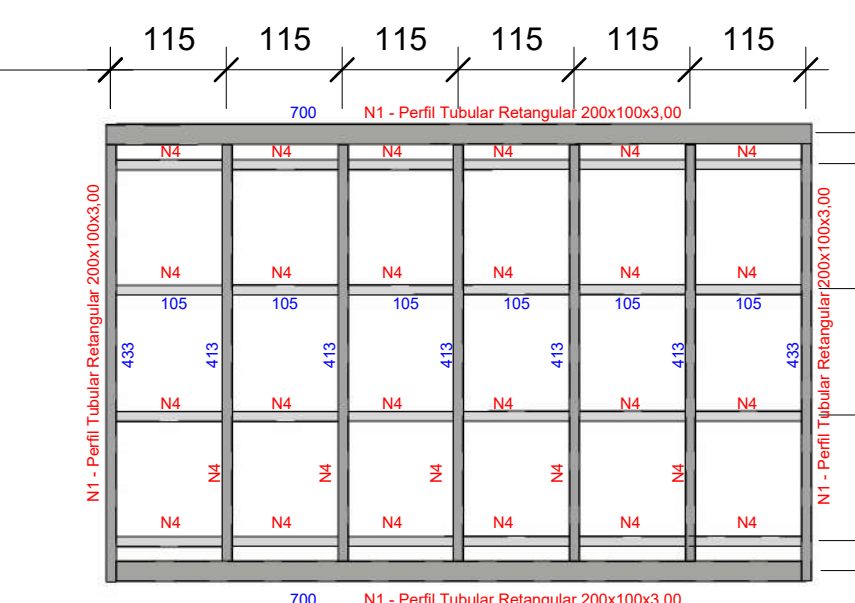 115 115 115 115 115 115
700 N1 - Perfil Tubular Retangular 200x100x3,00
N4 N4 N4 N4 N4 N4
N1 - Perfil Tubular Retangular 200x100x3,00
N1 - Perfil Tubular Retangular 200x100x3,00
N4 N4 N4 N4 N4 N4
105 105 105 105 105 105
433 413 413 413 413 413 433
N4 N4 N4 N4 N4 N4
N4 N4 N4 N4 N4
N4 N4 N4 N4 N4 N4
700 N1 - Perfil Tubular Retangular 200x100x3,00